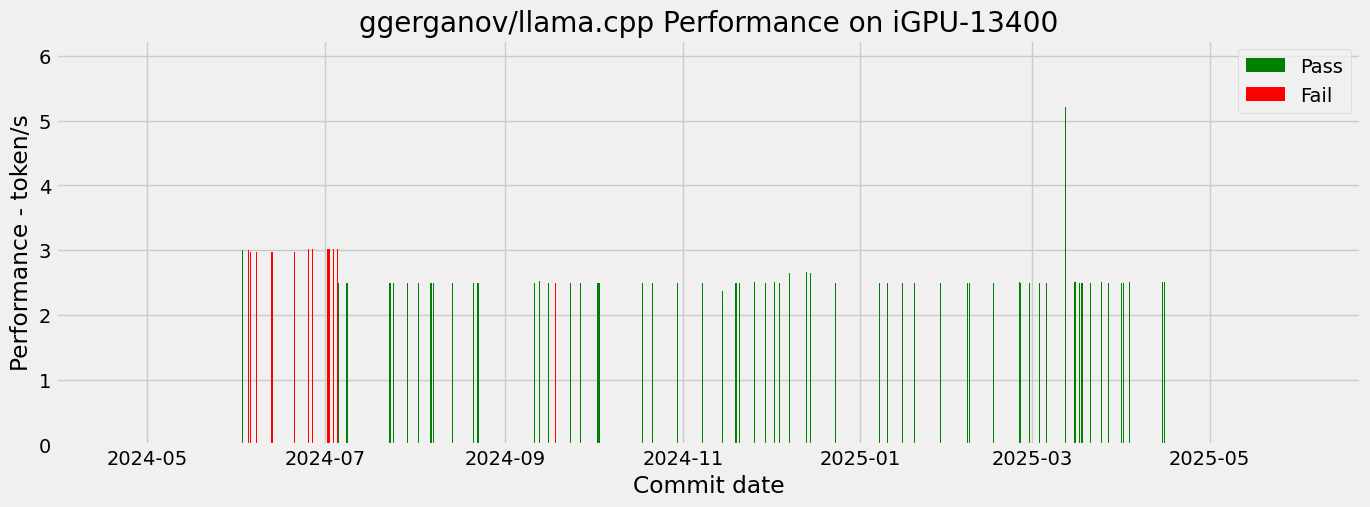 ggerganov/llama.cpp Performance on iGPU-13400
Performance - token/s
6
5
4
3
2
1
0
Pass
Fail
2024-05
2024-07
2024-09
2024-11
2025-01
2025-03
2025-05
Commit date